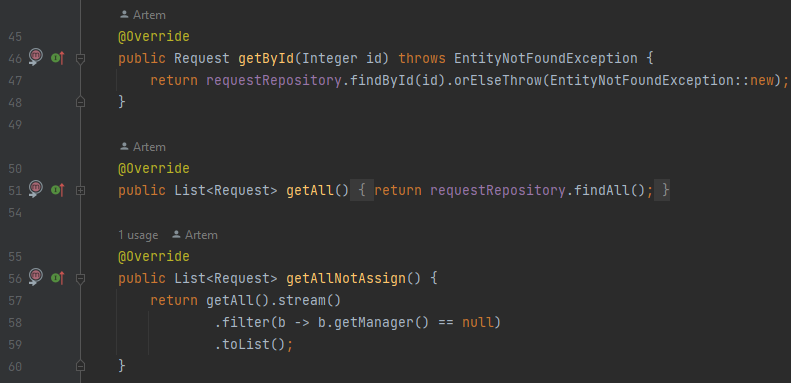 Artem
45 @Override
46 public Request getById(Integer id) throws EntityNotFoundException {
47 return requestRepository.findById(id).orElseThrow(EntityNotFoundException::new);
48 }
49
Artem
50 @Override
51 public List<Request> getAll() { return requestRepository.findAll(); }
54
1 usage Artem
55 @Override
56 public List<Request> getAllNotAssign() {
57 return getAll().stream()
58 .filter(b -> b.getManager() == null)
59 .toList();
60 }